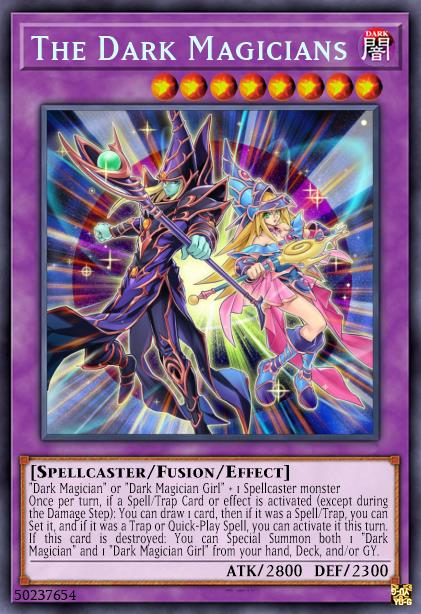 THE DARK MAGICIANS
DARK
闇
[SPELLCASTER/FUSION/EFFECT]
"Dark Magician" or "Dark Magician Girl" + 1 Spellcaster monster
Once per turn, if a Spell/Trap Card or effect is activated (except during
the Damage Step): You can draw 1 card, then if it was a Spell/Trap, you can
Set it, and if it was a Trap or Quick-Play Spell, you can activate it this turn.
If this card is destroyed: You can Special Summon both 1 "Dark
Magician" and 1 "Dark Magician Girl" from your hand, Deck, and/or GY.
ATK/2800 DEF/2300
50237654